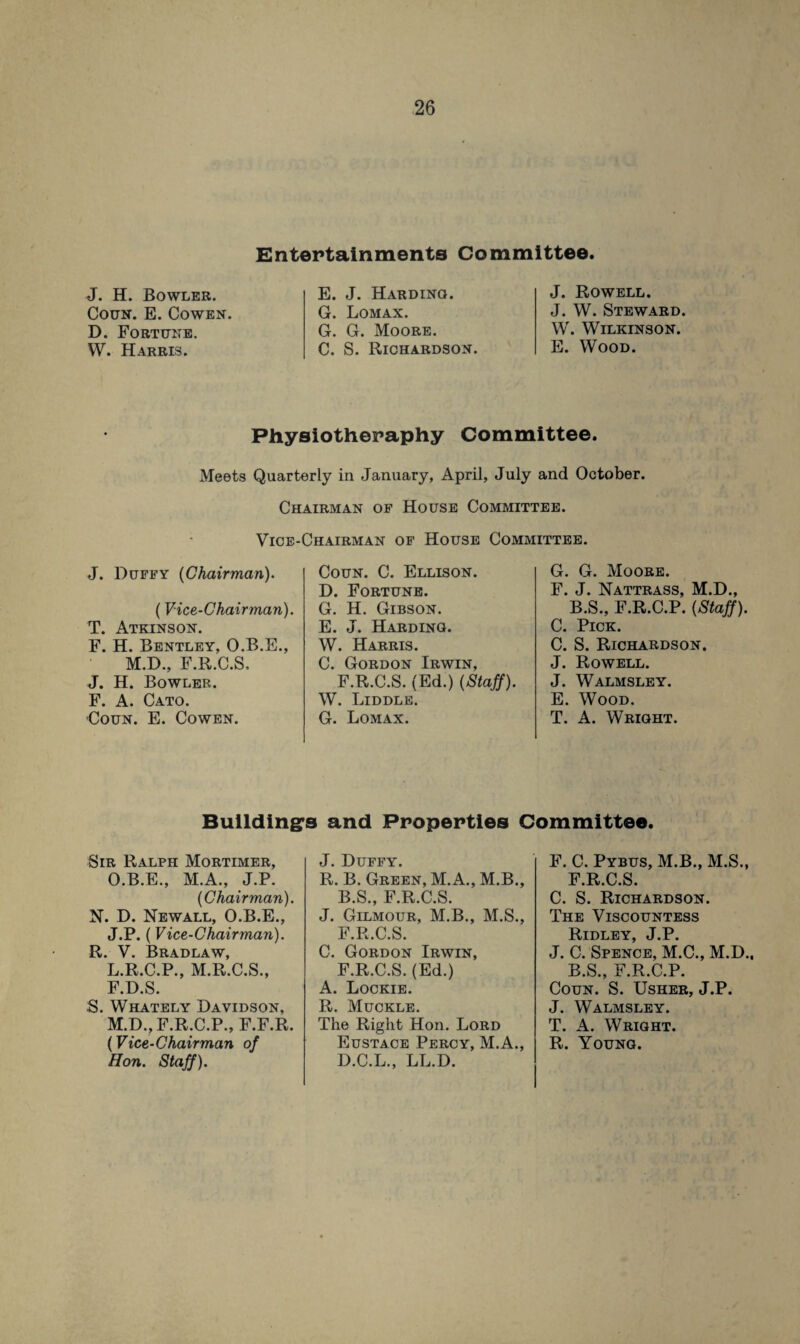 26
Entertainments Committee.
J. H. Bowler.
Coun. E. Cowen.
D. Fortune.
W. Harris.
E. J. Harding.
G. Lomax.
G. G. Moore.
C. S. Richardson.
J. Rowell.
J. W. Steward.
W. Wilkinson.
E. Wood.
Physiotheraphy Committee.
Meets Quarterly in January, April, July and October.
Chairman of House Committee.
Vice-Chairman of House Committee.
J. Duffy (Chairman).
(Vice-Chairman).
T. Atkinson.
F. H. Bentley, O.B.E.,
M.D., F.R.C.S.
J. H. Bowler.
F. A. Cato.
Coun. E. Cowen.
Coun. C. Ellison.
D. Fortune.
G. H. Gibson.
E. J. Harding.
W. Harris.
C. Gordon Irwin,
F.R.C.S. (Ed.) (Staff).
W. Liddle.
G. Lomax.
G. G. Moore.
F. J. Nattrass, M.D.,
B.S., F.R.C.P. (Staff).
C. Pick.
C. S. Richardson.
J. Rowell.
J. Walmsley.
E. Wood.
T. A. Wright.
Buildings and Properties Committee.
Sir Ralph Mortimer,
O.B.E., M.A., J.P.
(Chairman).
N. D. Newall, O.B.E.,
J.P. (Vice-Chairman).
R. V. Bradlaw,
L.R.C.P., M.R.C.S.,
F.D.S.
S. Whately Davidson,
M.D., F.R.C.P., F.F.R.
(Vice-Chairman of
Hon. Staff).
J. Duffy.
R. B. Green, M.A., M.B.,
B.S., F.R.C.S.
J. Gilmour, M.B., M.S.,
F.R.C.S.
C. Gordon Irwin,
F.R.C.S. (Ed.)
A. Lockie.
R. Muckle.
The Right Hon. Lord
Eustace Percy, M.A.,
D.C.L., LL.D.
F. C. Pybus, M.B., M.S.,
F.R.C.S.
C. S. Richardson.
The Viscountess
Ridley, J.P.
J. C. Spence, M.C., M.D.,
B.S., F.R.C.P.
Coun. S. Usher, J.P.
J. Walmsley.
T. A. Wright.
R. Young.